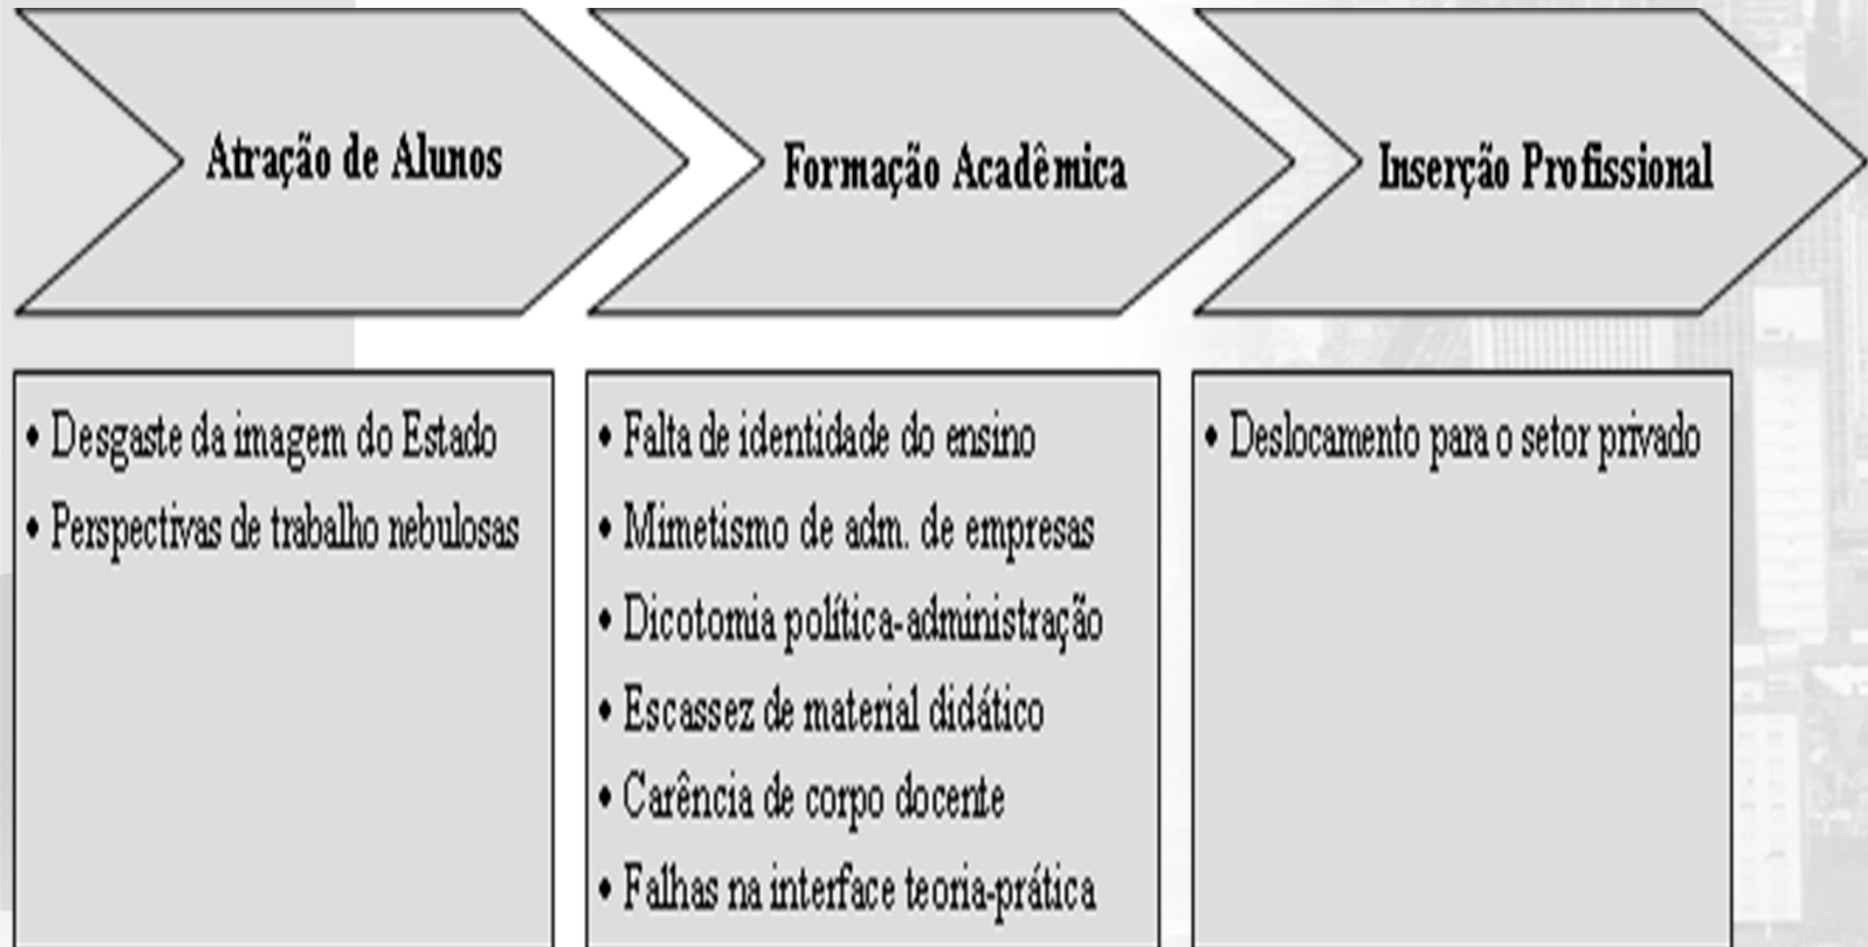 Atração de Alunos
Formação Acadêmica
Inserção Profissional
• Desgaste da imagem do Estado
• Perspectivas de trabalho nebulosas
• Falta de identidade do ensino
• Mimetismo de adm. de empresas
• Dicotomia política-administração
• Escassez de material didático
• Carência de corpo docente
• Falhas na interface teoria-prática
• Deslocamento para o setor privado